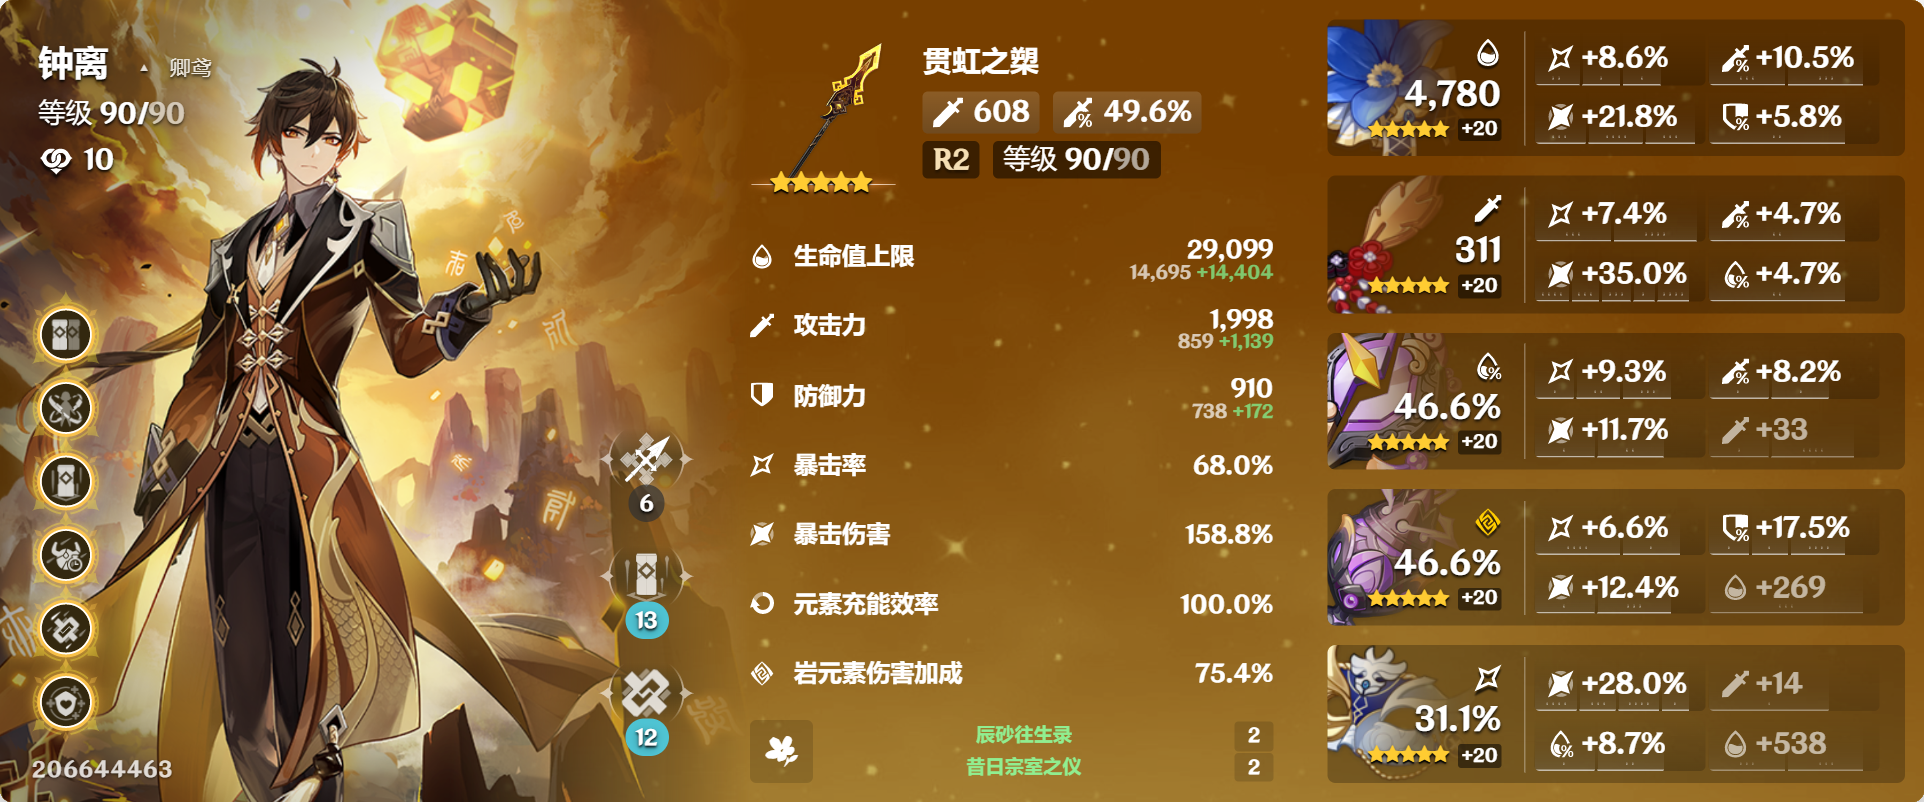 钟离 ▲ 卿鸢
等级 90/90
10
6
13
12
206644463
贯虹之槊
608 49.6%
R2 等级 90/90
生命值上限 29,099
14,695 +14,404
攻击力 1,998
859 +1,139
防御力 910
738 +172
暴击率 68.0%
暴击伤害 158.8%
元素充能效率 100.0%
岩元素伤害加成 75.4%
辰砂往生录 2
昔日宗室之仪 2
4,780
+20
+8.6% +10.5%
+21.8% +5.8%
311
+20
+7.4% +4.7%
+35.0% +4.7%
46.6%
+20
+9.3% +8.2%
+11.7% +33
46.6%
+20
+6.6% +17.5%
+12.4% +269
31.1%
+20
+28.0% +14
+8.7% +538